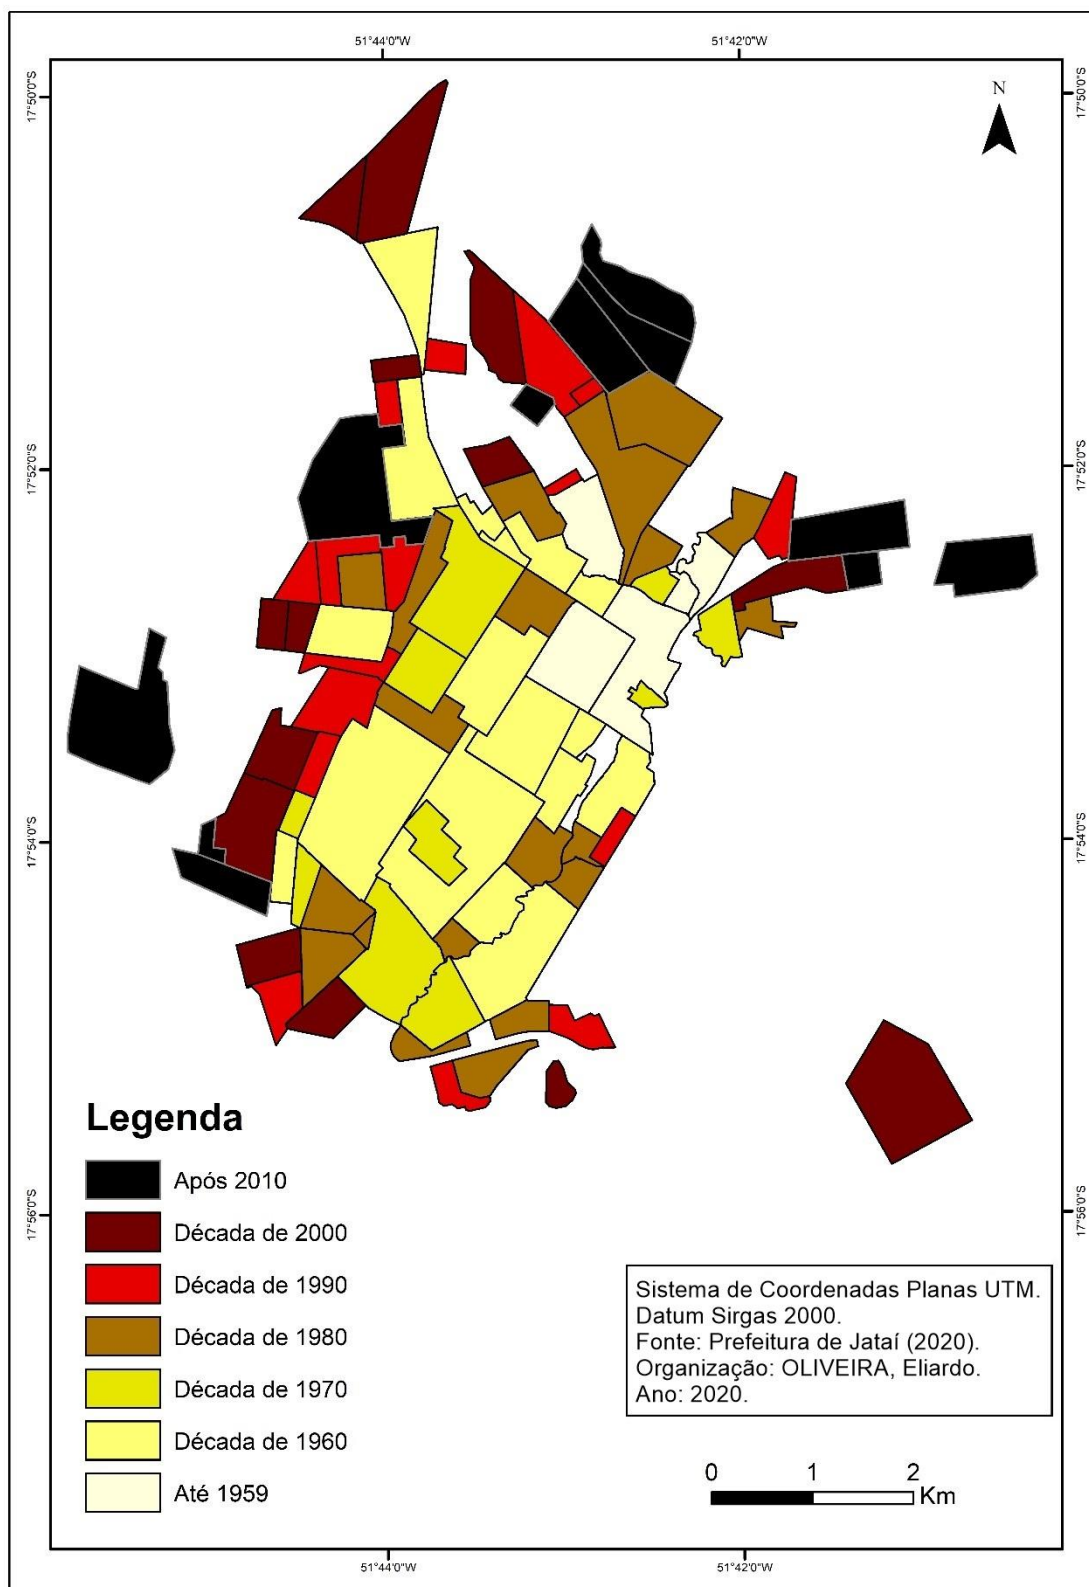 51°44'0"W
51°42'0"W
17°50'0"S
17°50'0"S
N
17°52'0"S
17°52'0"S
17°54'0"S
17°54'0"S
Legenda
Após 2010
Década de 2000
Década de 1990
Década de 1980
Década de 1970
Década de 1960
Até 1959
17°56'0"S
17°56'0"S
Sistema de Coordenadas Planas UTM.
Datum Sirgas 2000.
Fonte: Prefeitura de Jataí (2020).
Organização: OLIVEIRA, Eliardo.
Ano: 2020.
0 1 2
Km
51°44'0"W
51°42'0"W